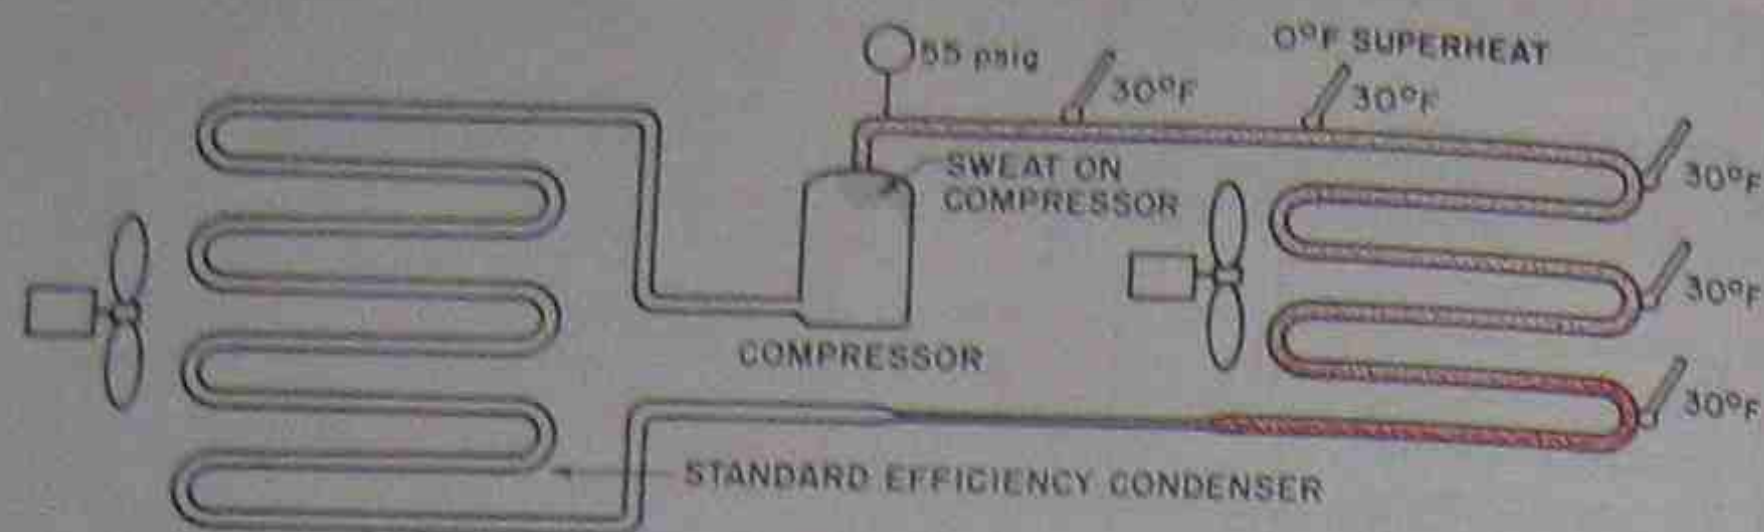 55 psig
30°F
0°F SUPERHEAT
30°F
30°F
SWEAT ON
COMPRESSOR
30°F
COMPRESSOR
30°F
STANDARD EFFICIENCY CONDENSER